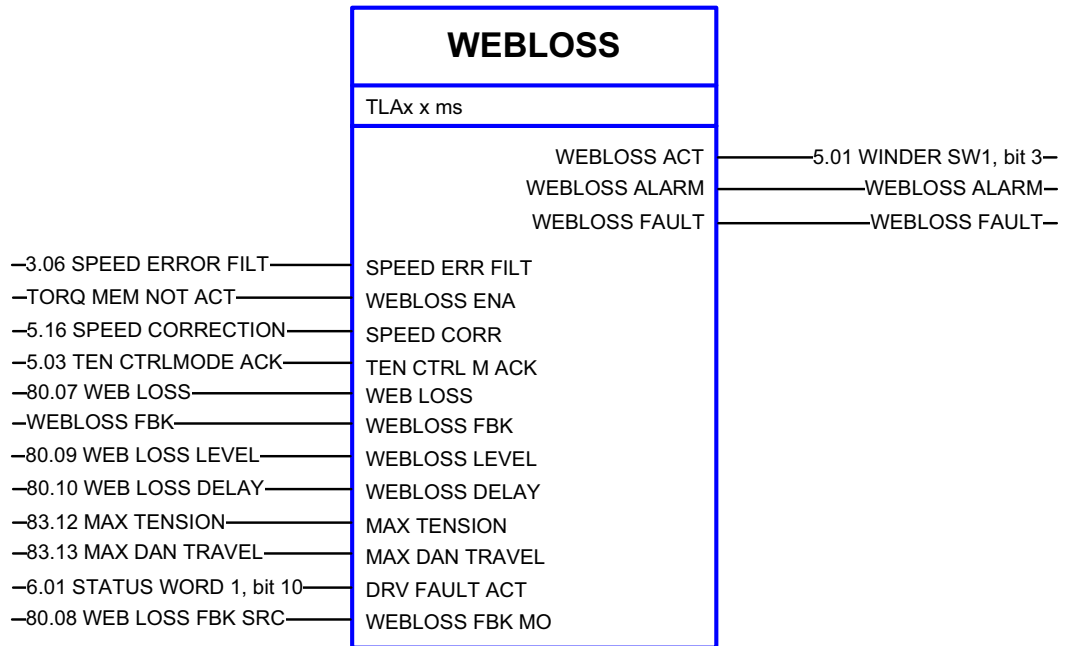 WEBLOSS
TLAx x ms
WEBLOSS ACT 5.01 WINDER SW1, bit 3
WEBLOSS ALARM WEBLOSS ALARM
WEBLOSS FAULT WEBLOSS FAULT
3.06 SPEED ERROR FILT SPEED ERR FILT
TORQ MEM NOT ACT WEBLOSS ENA
5.16 SPEED CORRECTION SPEED CORR
5.03 TEN CTRLMODE ACK TEN CTRL M ACK
80.07 WEB LOSS WEB LOSS
WEBLOSS FBK WEBLOSS FBK
80.09 WEB LOSS LEVEL WEBLOSS LEVEL
80.10 WEB LOSS DELAY WEBLOSS DELAY
83.12 MAX TENSION MAX TENSION
83.13 MAX DAN TRAVEL MAX DAN TRAVEL
6.01 STATUS WORD 1, bit 10 DRV FAULT ACT
80.08 WEB LOSS FBK SRC WEBLOSS FBK MO